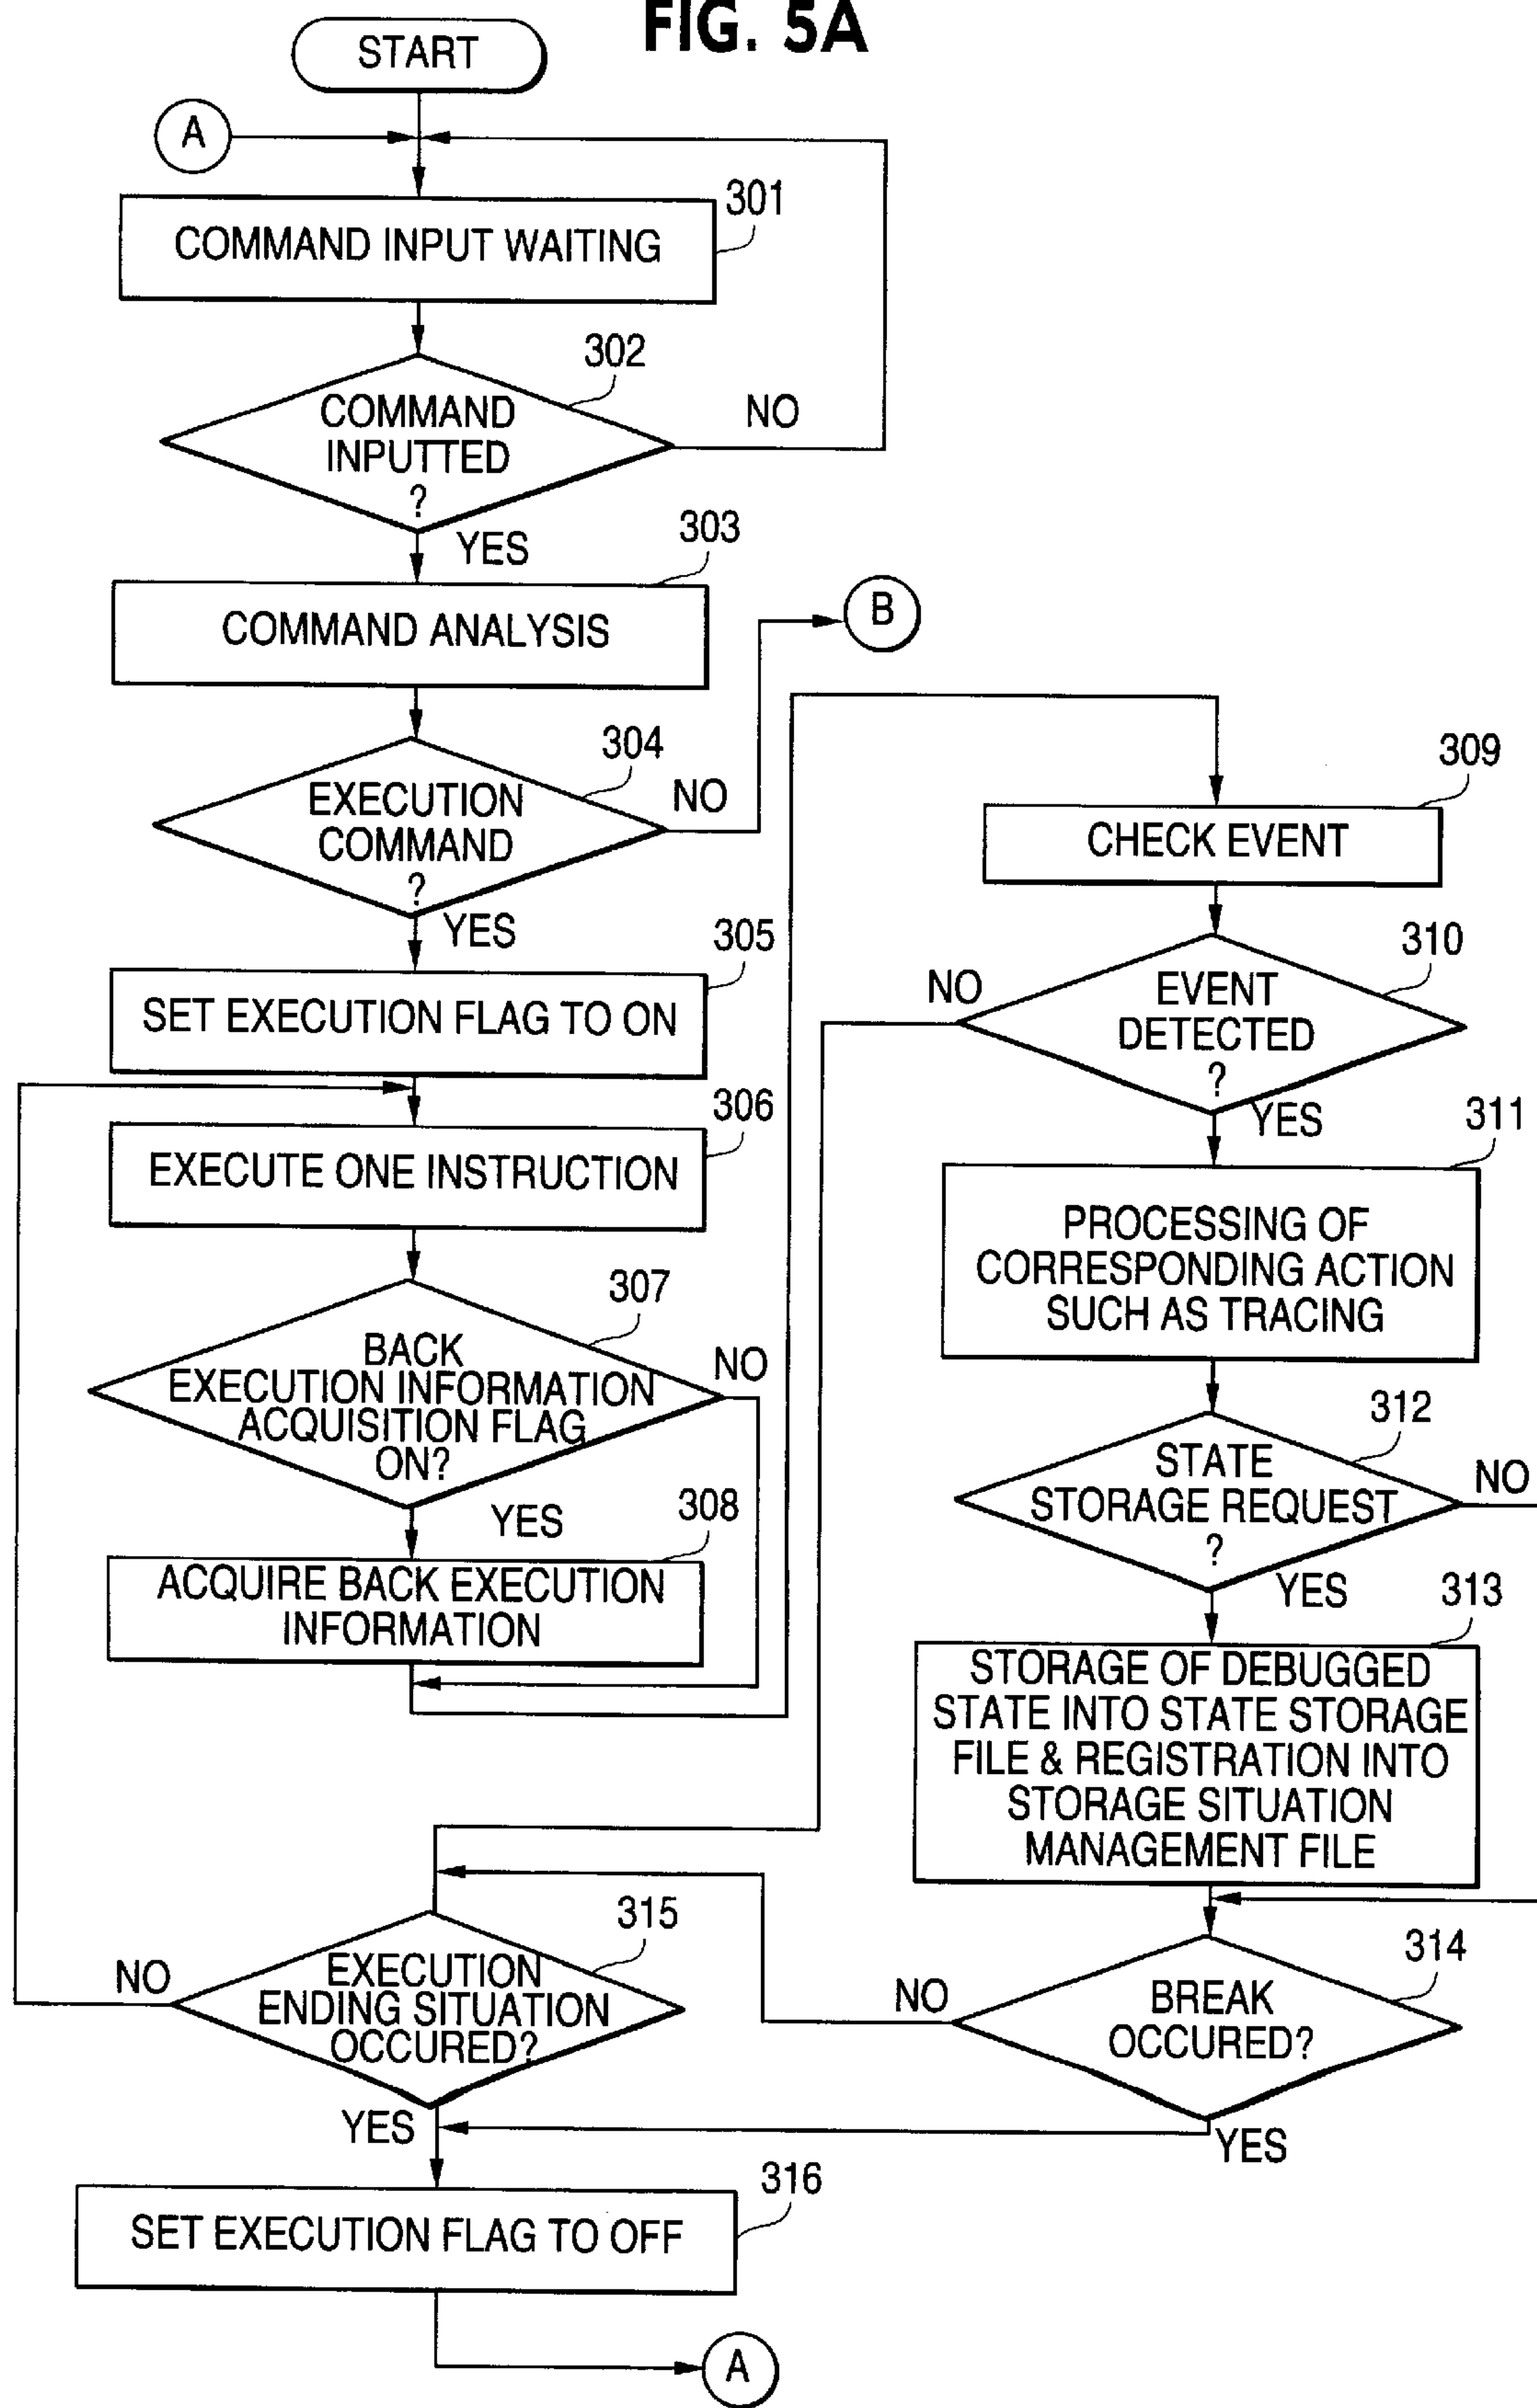 FIG. 5A
START
A
301
COMMAND INPUT WAITING
302
COMMAND
INPUTTED
?
NO
YES
303
COMMAND ANALYSIS
B
304
EXECUTION
COMMAND
?
NO
YES
305
SET EXECUTION FLAG TO ON
306
EXECUTE ONE INSTRUCTION
307
BACK
EXECUTION INFORMATION
ACQUISITION FLAG
ON?
NO
YES
308
ACQUIRE BACK EXECUTION
INFORMATION
309
CHECK EVENT
310
EVENT
DETECTED
?
NO
YES
311
PROCESSING OF
CORRESPONDING ACTION
SUCH AS TRACING
312
STATE
STORAGE REQUEST
?
NO
YES
313
STORAGE OF DEBUGGED
STATE INTO STATE STORAGE
FILE & REGISTRATION INTO
STORAGE SITUATION
MANAGEMENT FILE
314
BREAK
OCCURED?
NO
YES
315
EXECUTION
ENDING SITUATION
OCCURED?
NO
YES
316
SET EXECUTION FLAG TO OFF
A